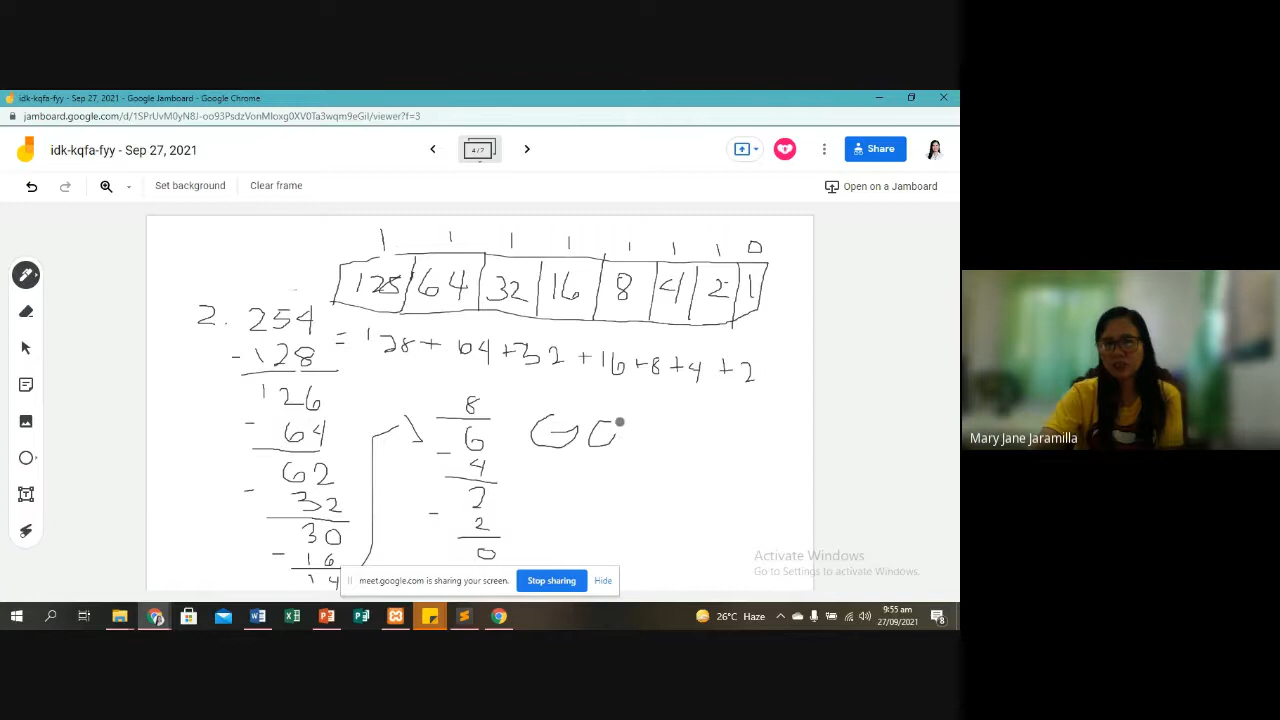 idk-kqfa-fyy - Sep 27, 2021 - Google Jamboard - Google Chrome
jamboard.google.com/d/1SPrUvM0yN8J-oo93PsdzVonMIoxg0XV0Ta3wqm9eGiI/viewer?f=3
idk-kqfa-fyy - Sep 27, 2021
4 / 7
Share
Set background
Clear frame
Open on a Jamboard
1 1 1 1 1 1 1 0
128 64 32 16 8 4 2 1
2. 254
= 128 + 64 + 32 + 16 + 8 + 4 + 2
- 128
126
- 64
62
- 32
30
- 16
14
8
6
- 4
2
- 2
0
Mary Jane Jaramilla
Activate Windows
Go to Settings to activate Windows.
meet.google.com is sharing your screen.
Stop sharing
Hide
26°C Haze
9:55 am
27/09/2021
8